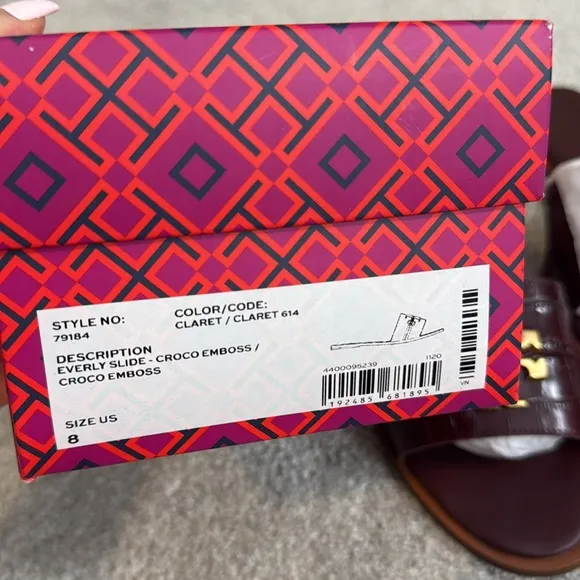 STYLE NO:
79184
COLOR/CODE:
CLARET / CLARET 614
DESCRIPTION
EVERLY SLIDE - CROCO EMBOSS /
CROCO EMBOSS
SIZE US
8
4400095239
1120
192485 681895
VN